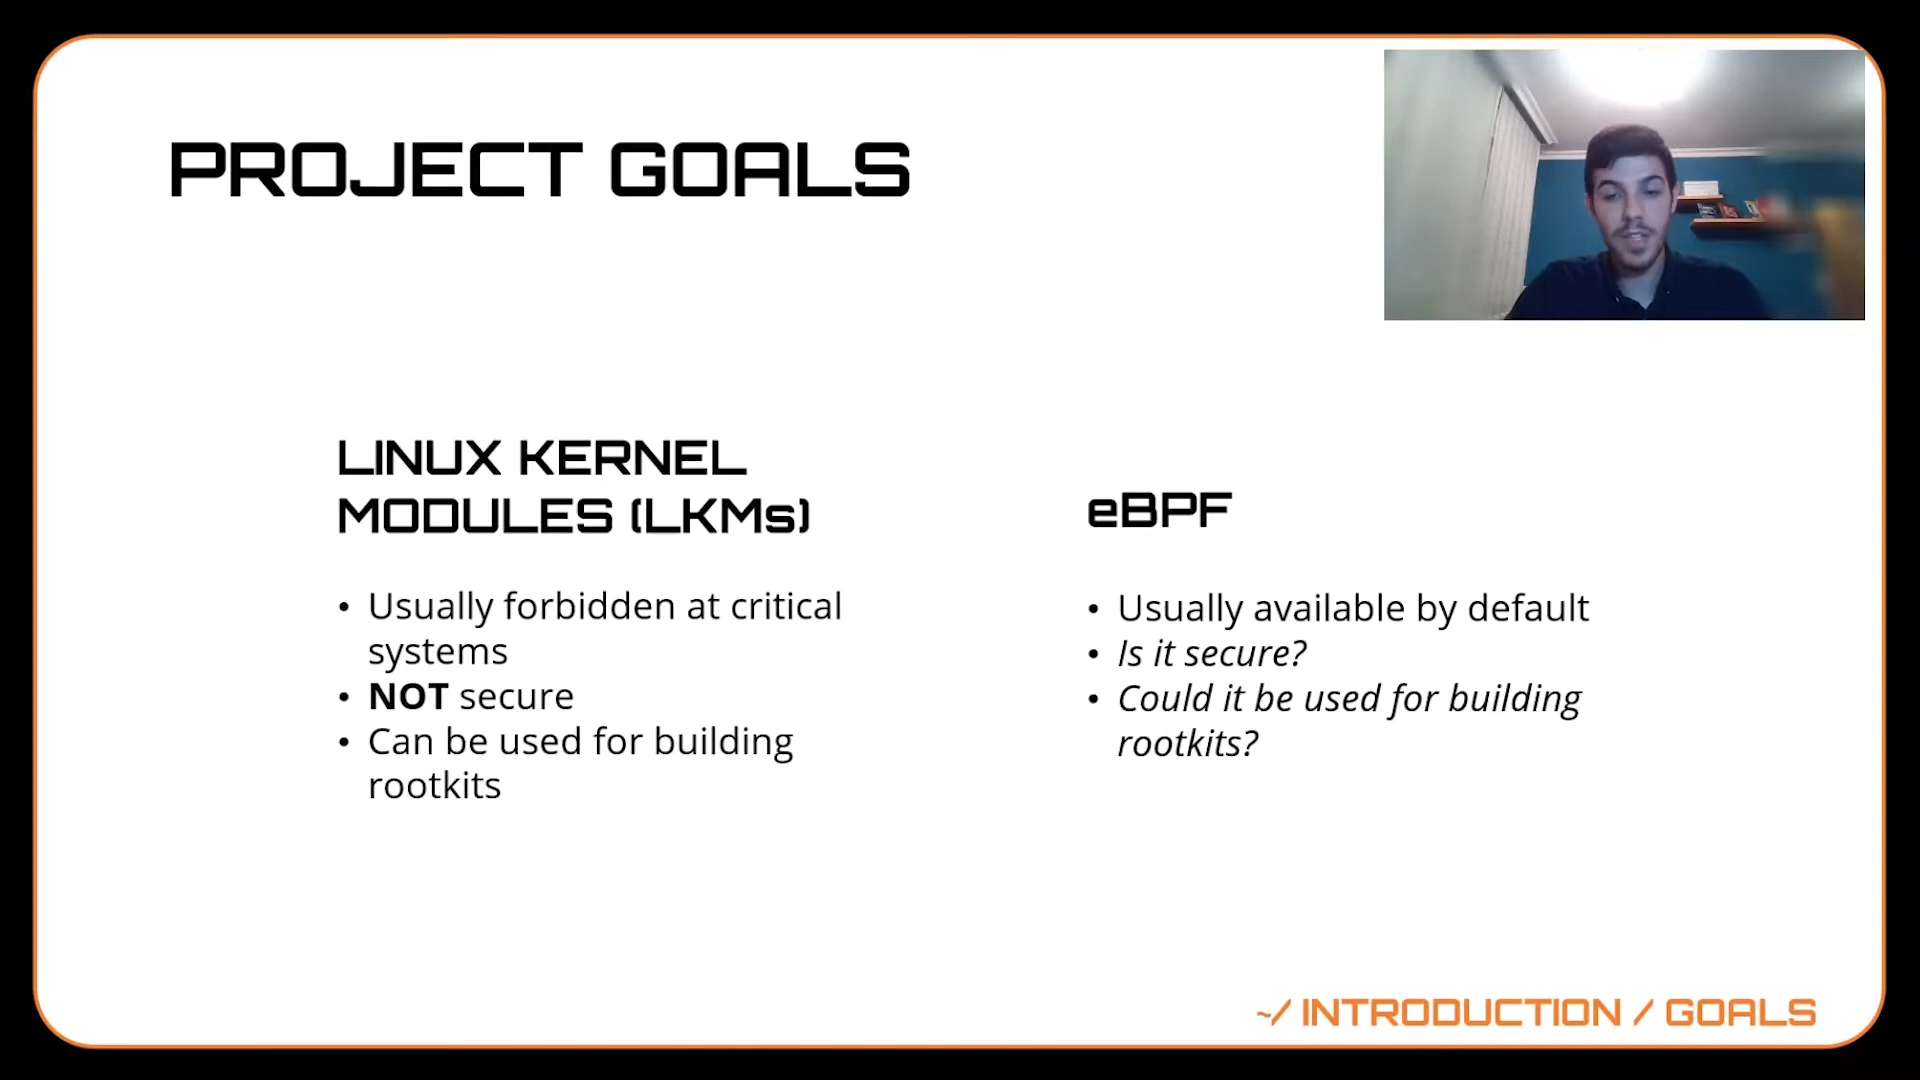 PROJECT GOALS
LINUX KERNEL
MODULES (LKMs)
• Usually forbidden at critical
systems
• NOT secure
• Can be used for building
rootkits
eBPF
• Usually available by default
• Is it secure?
• Could it be used for building
rootkits?
~/ INTRODUCTION / GOALS